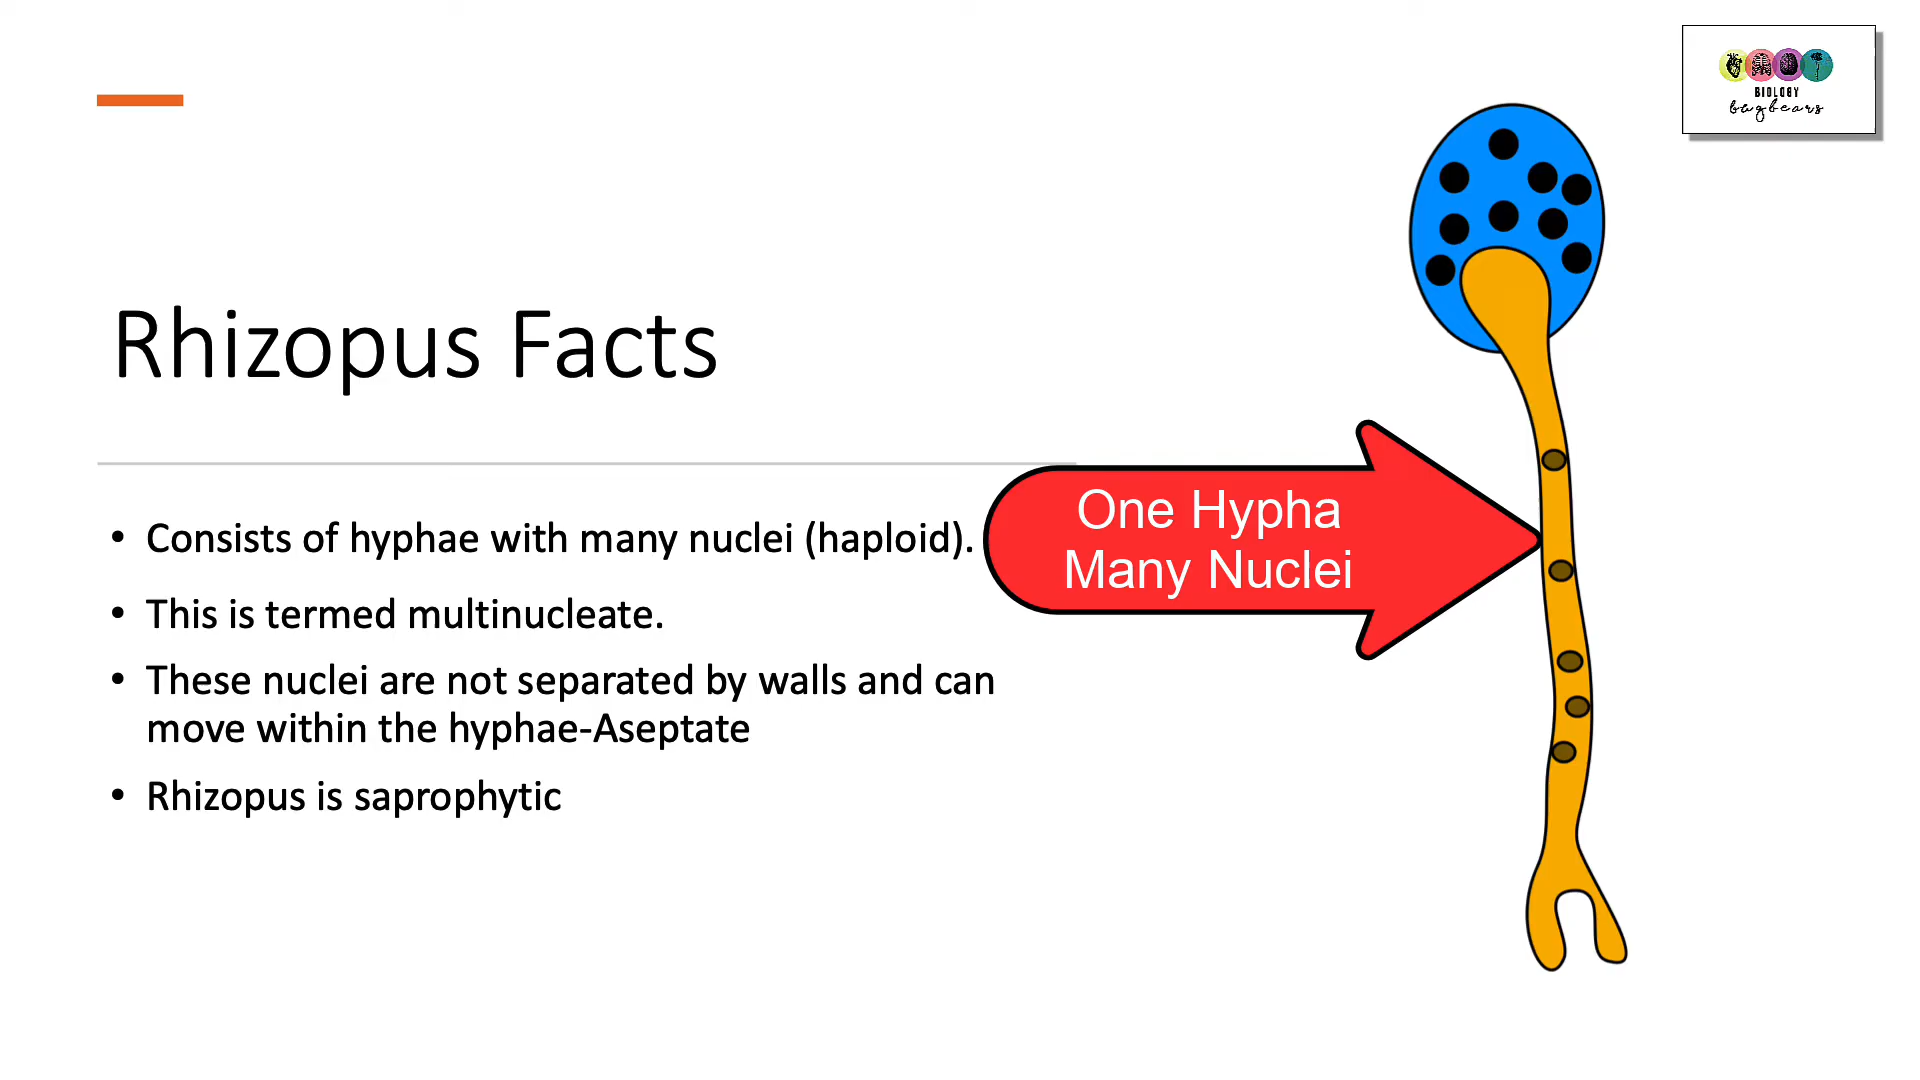 BIOLOGY
bugbears
Rhizopus Facts
• Consists of hyphae with many nuclei (haploid).
• This is termed multinucleate.
• These nuclei are not separated by walls and can
move within the hyphae-Aseptate
• Rhizopus is saprophytic
One Hypha
Many Nuclei